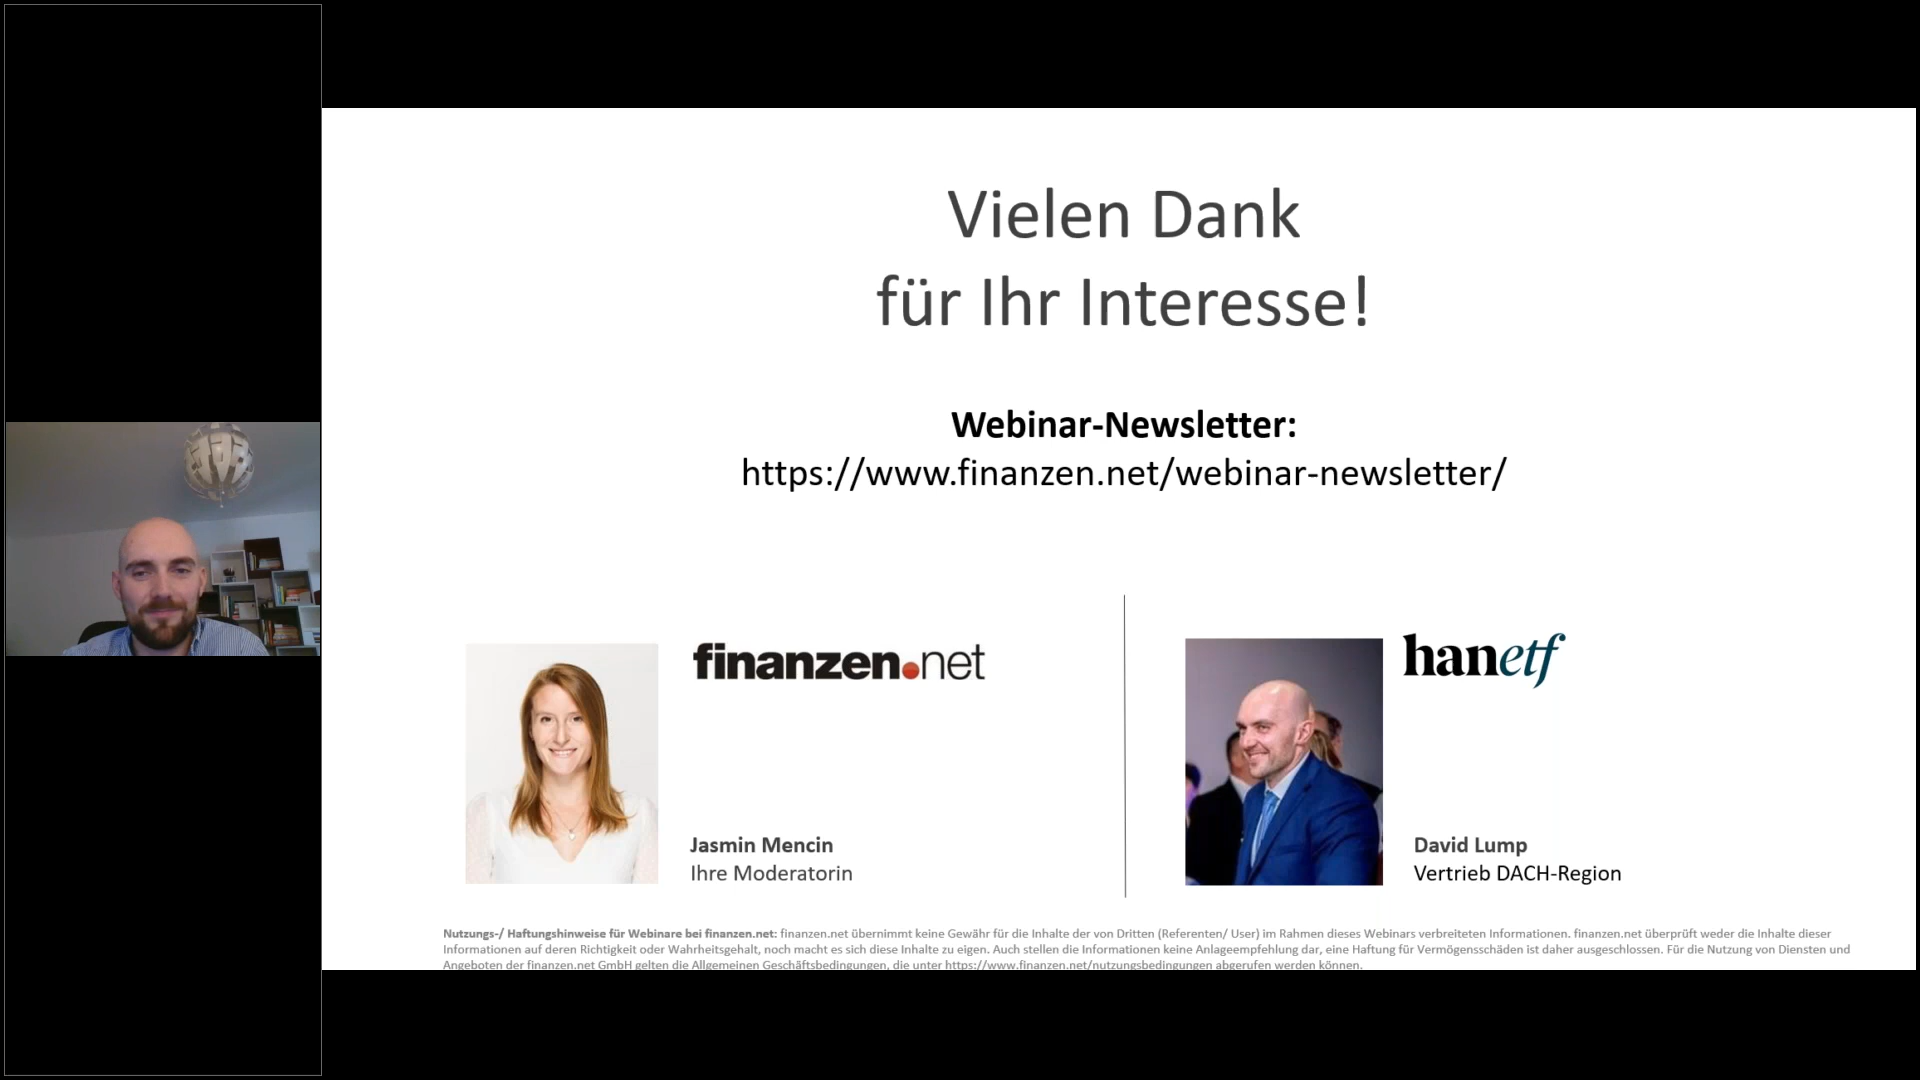 Vielen Dank
für Ihr Interesse!
Webinar-Newsletter:
https://www.finanzen.net/webinar-newsletter/
finanzen.net
Jasmin Mencin
Ihre Moderatorin
hanetf
David Lump
Vertrieb DACH-Region
Nutzungs-/ Haftungshinweise für Webinare bei finanzen.net: finanzen.net übernimmt keine Gewähr für die Inhalte der von Dritten (Referenten/ User) im Rahmen dieses Webinars verbreiteten Informationen. finanzen.net überprüft weder die Inhalte dieser
Informationen auf deren Richtigkeit oder Wahrheitsgehalt, noch macht es sich diese Inhalte zu eigen. Auch stellen die Informationen keine Anlageempfehlung dar, eine Haftung für Vermögensschäden ist daher ausgeschlossen. Für die Nutzung von Diensten und
Angeboten der finanzen.net GmbH gelten die Allgemeinen Geschäftsbedingungen, die unter https://www.finanzen.net/nutzungsbedingungen abgerufen werden können.